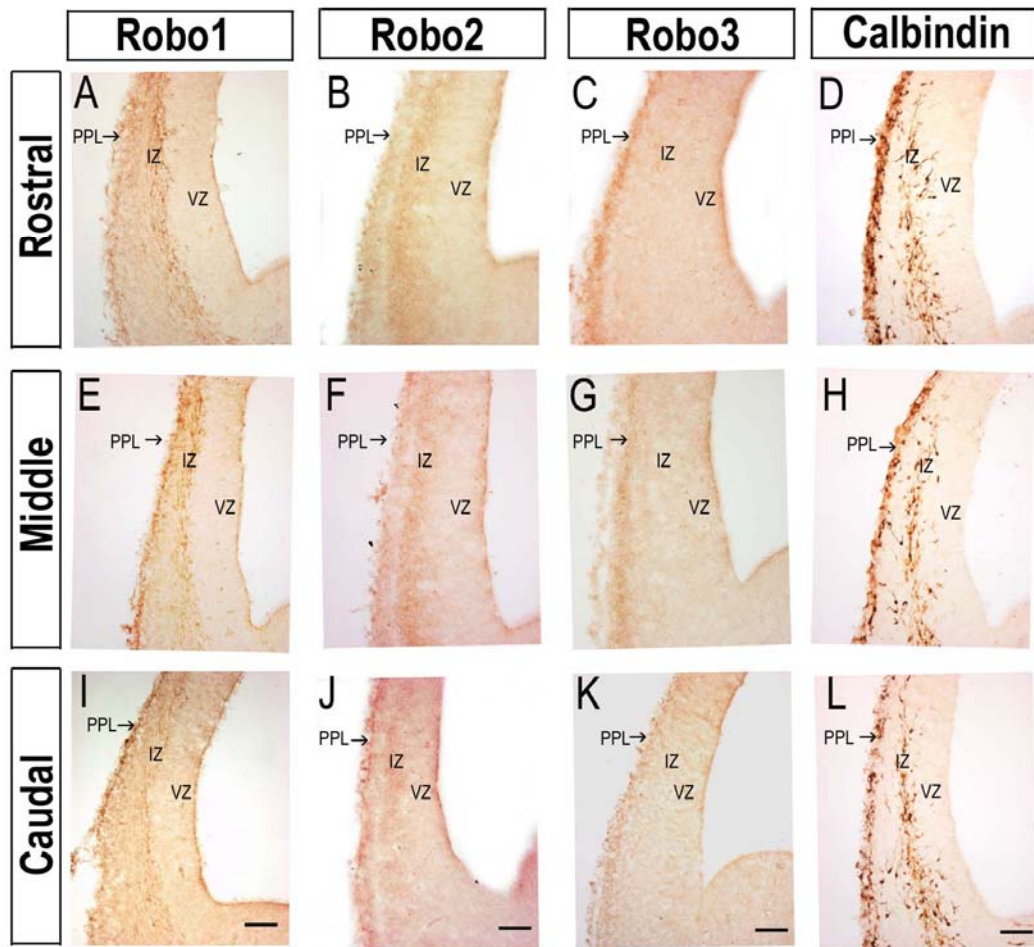 Robo1 Robo2 Robo3 Calbindin
Rostral
A
PPL→
IZ
VZ
B
PPL→
IZ
VZ
C
PPL→
IZ
VZ
D
PPl→
IZ
VZ
Middle
E
PPL→
IZ
VZ
F
PPL→
IZ
VZ
G
PPL→
IZ
VZ
H
PPL→
IZ
VZ
Caudal
I
PPL→
IZ
VZ
J
PPL→
IZ
VZ
K
PPL→
IZ
VZ
L
PPL→
IZ
VZ